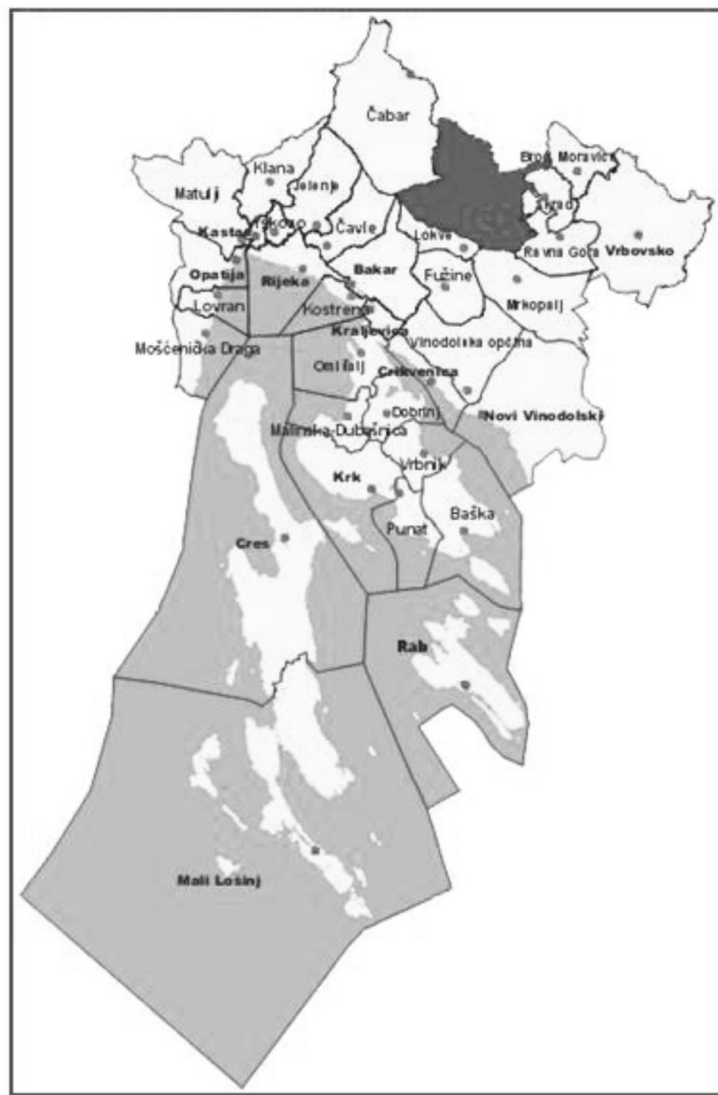 Čabar
Brod Moravice
Klana
Matulji
Jelenje
Skrad
Kastav
Čavle
Lokve
Ravna Gora
Vrbovsko
Opatija
Rijeka
Bakar
Fužine
Lovran
Kostrena
Mrkopalj
Kraljevica
Mošćenička Draga
Vinodolska općina
Omišalj
Crikvenica
Dobrinj
Novi Vinodolski
Malinska-Dubašnica
Vrbnik
Krk
Punat
Baška
Cres
Rab
Mali Lošinj